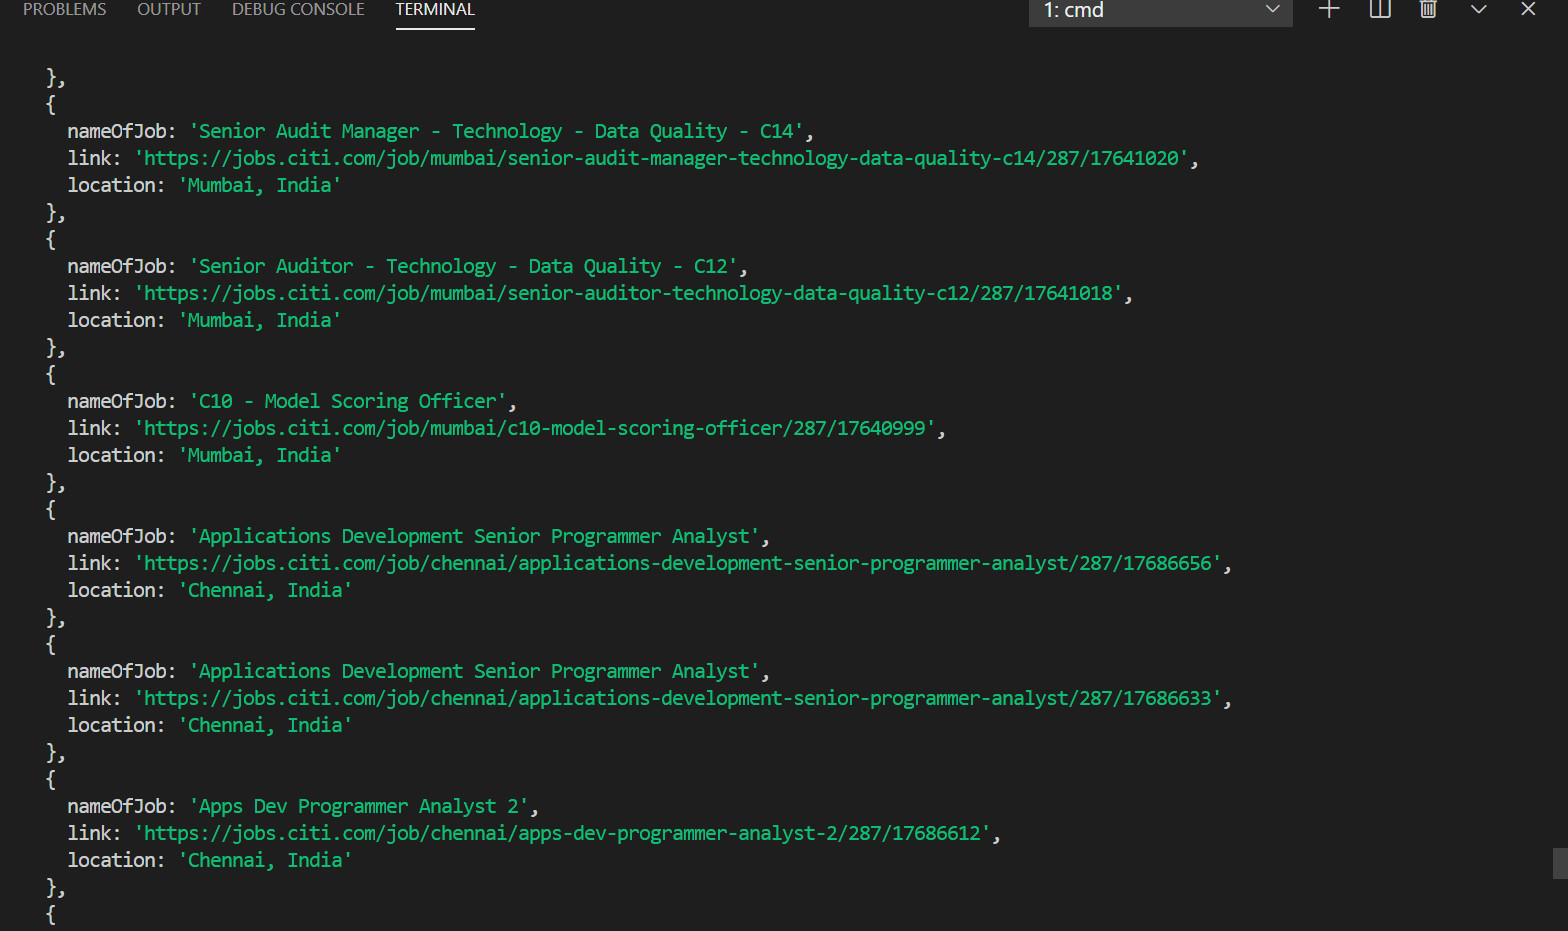 PROBLEMS OUTPUT DEBUG CONSOLE TERMINAL 1: cmd
},
{
nameOfJob: 'Senior Audit Manager - Technology - Data Quality - C14',
link: 'https://jobs.citi.com/job/mumbai/senior-audit-manager-technology-data-quality-c14/287/17641020',
location: 'Mumbai, India'
},
{
nameOfJob: 'Senior Auditor - Technology - Data Quality - C12',
link: 'https://jobs.citi.com/job/mumbai/senior-auditor-technology-data-quality-c12/287/17641018',
location: 'Mumbai, India'
},
{
nameOfJob: 'C10 - Model Scoring Officer',
link: 'https://jobs.citi.com/job/mumbai/c10-model-scoring-officer/287/17640999',
location: 'Mumbai, India'
},
{
nameOfJob: 'Applications Development Senior Programmer Analyst',
link: 'https://jobs.citi.com/job/chennai/applications-development-senior-programmer-analyst/287/17686656',
location: 'Chennai, India'
},
{
nameOfJob: 'Applications Development Senior Programmer Analyst',
link: 'https://jobs.citi.com/job/chennai/applications-development-senior-programmer-analyst/287/17686633',
location: 'Chennai, India'
},
{
nameOfJob: 'Apps Dev Programmer Analyst 2',
link: 'https://jobs.citi.com/job/chennai/apps-dev-programmer-analyst-2/287/17686612',
location: 'Chennai, India'
},
{